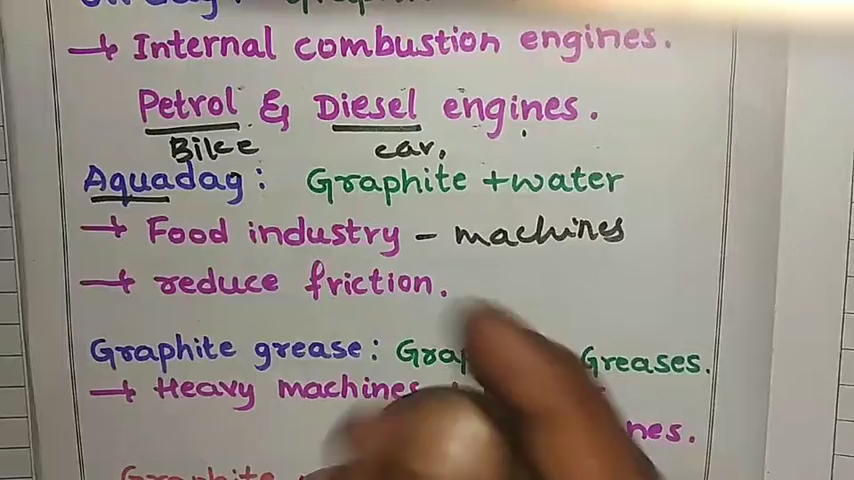 → Internal combustion engines.
Petrol & Diesel engines.
Bike car.
Aquadag : Graphite + water
→ Food industry - machines
→ reduce friction.
Graphite grease : Greases.
→ Heavy machines
Graphite